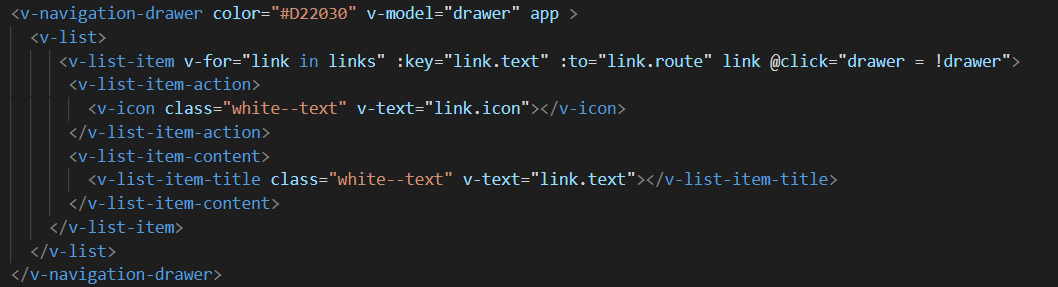 <v-navigation-drawer color="#D22030" v-model="drawer" app >
<v-list>
<v-list-item v-for="link in links" :key="link.text" :to="link.route" link @click="drawer = !drawer">
<v-list-item-action>
<v-icon class="white--text" v-text="link.icon"></v-icon>
</v-list-item-action>
<v-list-item-content>
<v-list-item-title class="white--text" v-text="link.text"></v-list-item-title>
</v-list-item-content>
</v-list-item>
</v-list>
</v-navigation-drawer>